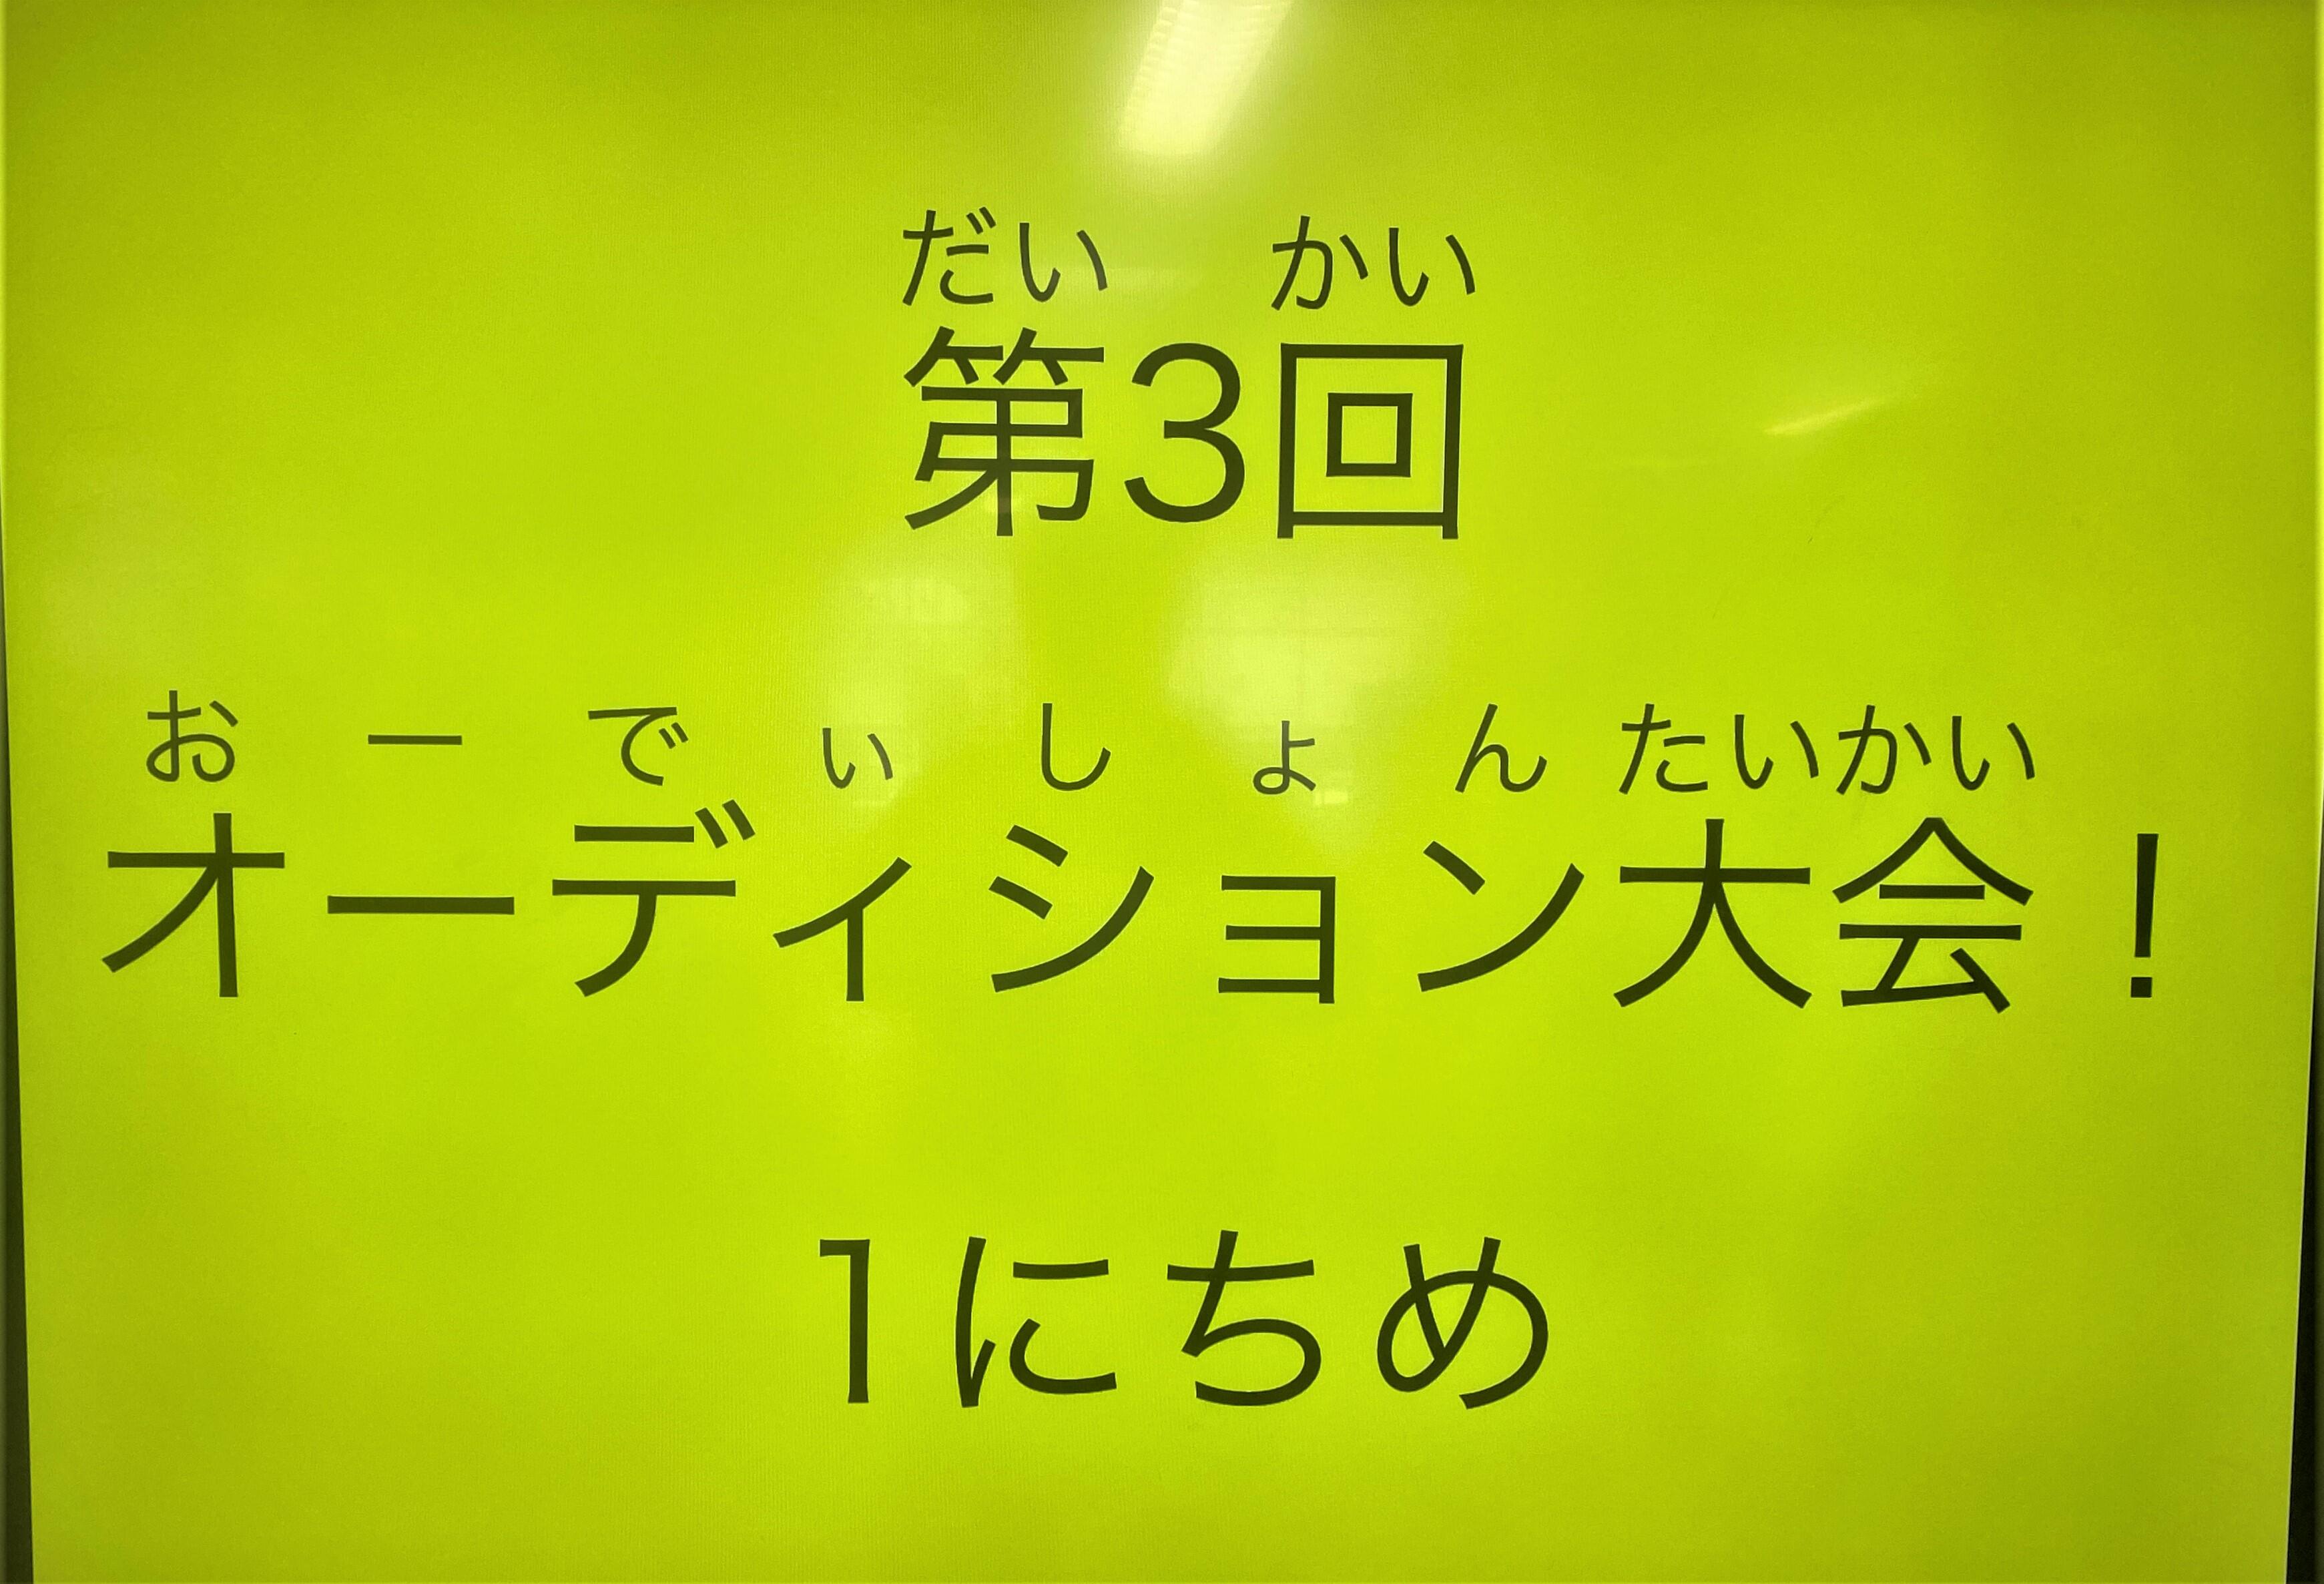 だい かい
第3回
おーでぃしょんたいかい
オーディション大会！
1にちめ